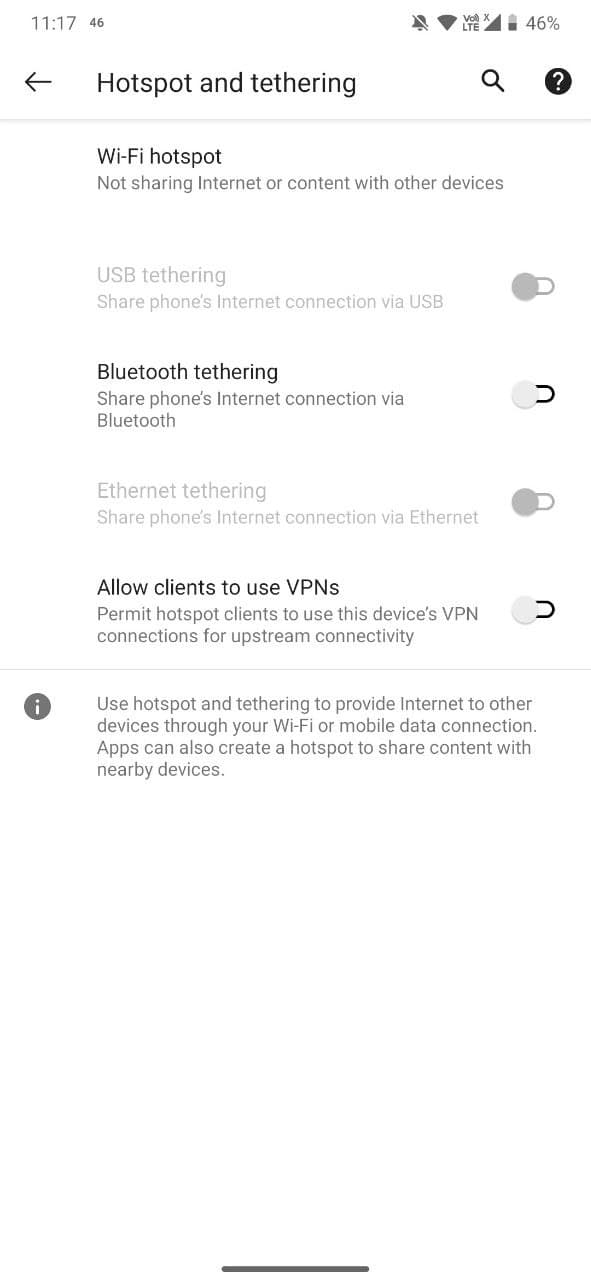 11:17 46 Vo) LTE X 46%
Hotspot and tethering ?
Wi-Fi hotspot
Not sharing Internet or content with other devices
USB tethering
Share phone's Internet connection via USB
Bluetooth tethering
Share phone's Internet connection via
Bluetooth
Ethernet tethering
Share phone's Internet connection via Ethernet
Allow clients to use VPNs
Permit hotspot clients to use this device's VPN
connections for upstream connectivity
Use hotspot and tethering to provide Internet to other
devices through your Wi-Fi or mobile data connection.
Apps can also create a hotspot to share content with
nearby devices.